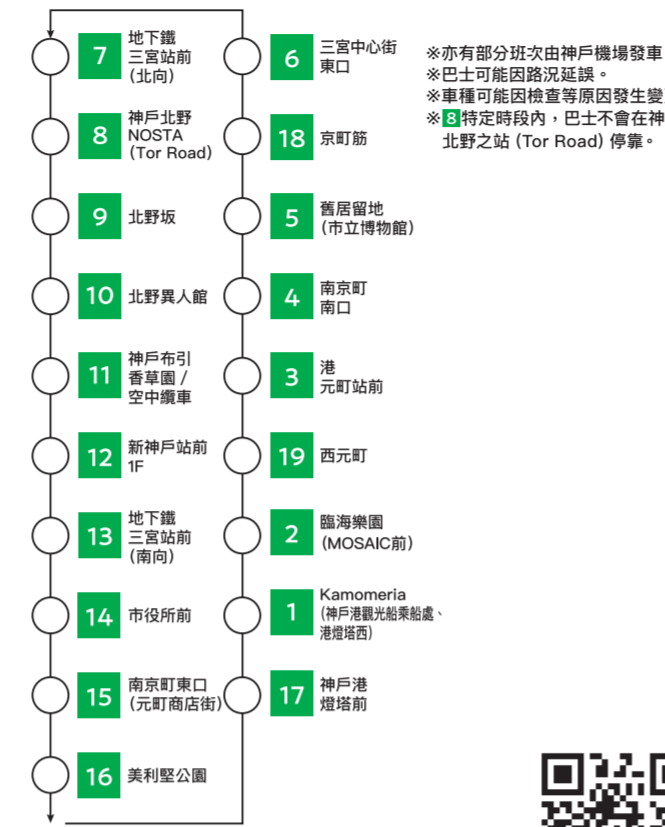 7
地下鐵
三宮站前
(北向)
8
神戶北野
NOSTA
(Tor Road)
9
北野坂
10
北野異人館
11
神戶布引
香草園 /
空中纜車
12
新神戶站前
1F
13
地下鐵
三宮站前
(南向)
14
市役所前
15
南京町東口
(元町商店街)
16
美利堅公園
6
三宮中心街
東口
18
京町筋
5
舊居留地
(市立博物館)
4
南京町
南口
3
港
元町站前
19
西元町
2
臨海樂園
(MOSAIC前)
1
Kamomeria
(神戶港觀光船乘船處、
港燈塔西)
17
神戶港
燈塔前
※亦有部分班次由神戶機場發車
※巴士可能因路況延誤。
※車種可能因檢查等原因發生變
※8特定時段內，巴士不會在神
北野之站 (Tor Road) 停靠。